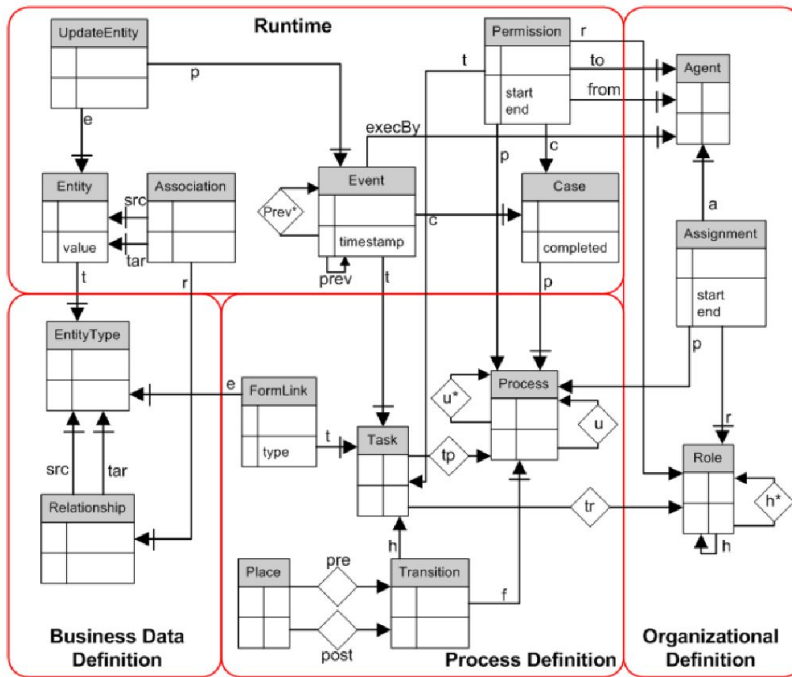 Runtime
UpdateEntity
p
e
Permission
start
end
r
t
to
from
p
c
Agent
execBy
Entity
value
Association
src
tar
t
r
Event
timestamp
Prev*
prev
c
t
Case
completed
p
a
Assignment
start
end
p
r
EntityType
src
tar
Relationship
e
FormLink
type
t
Task
tp
Process
u*
u
tr
Role
h*
h
h
Place
pre
post
Transition
f
Business Data
Definition
Process Definition
Organizational
Definition